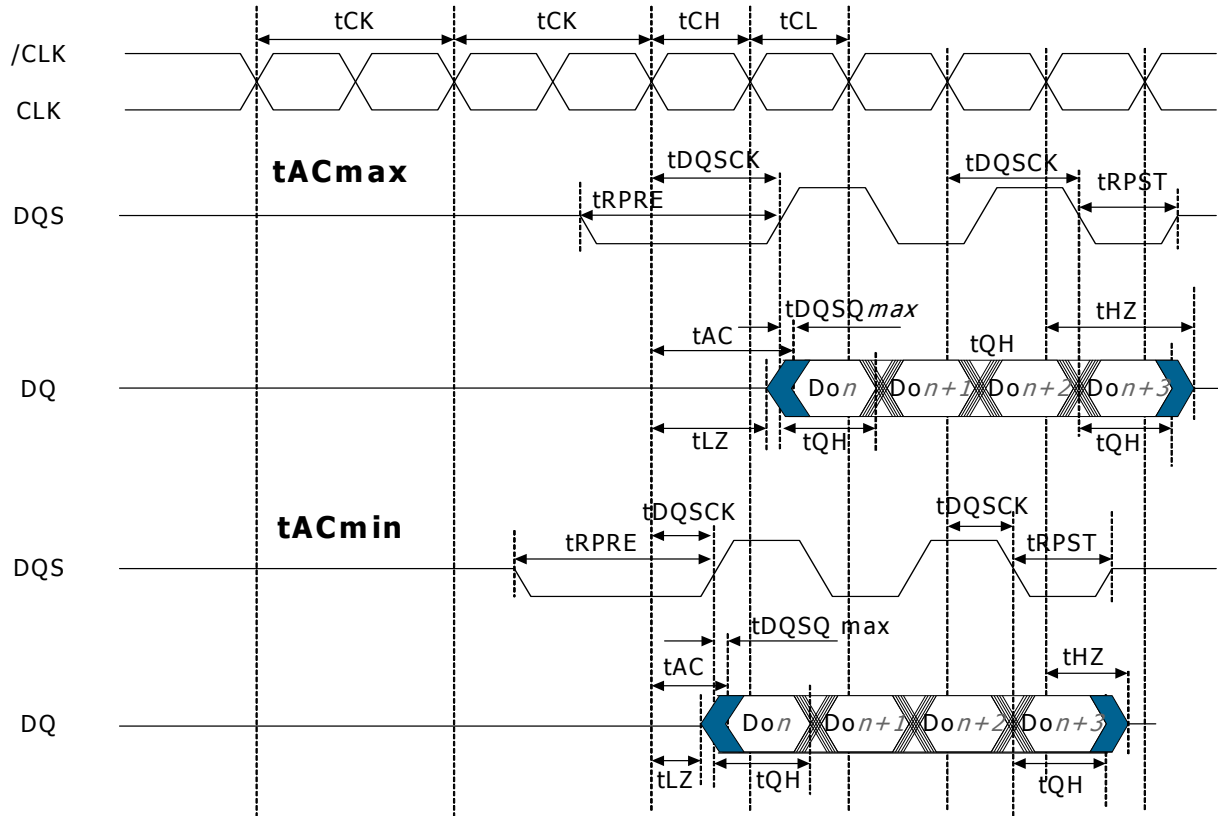 tCK tCK tCH tCL
/CLK
CLK
tACmax
tDQSCK tDQSCK
tRPRE tRPST
DQS
tDQSQmax tHZ
tAC tQH
DQ Don Don+1 Don+2 Don+3
tLZ tQH tQH
tACmin
tDQSCK tDQSCK
tRPRE tRPST
DQS
tDQSQ max
tAC tHZ
DQ Don Don+1 Don+2 Don+3
tLZ tQH tQH